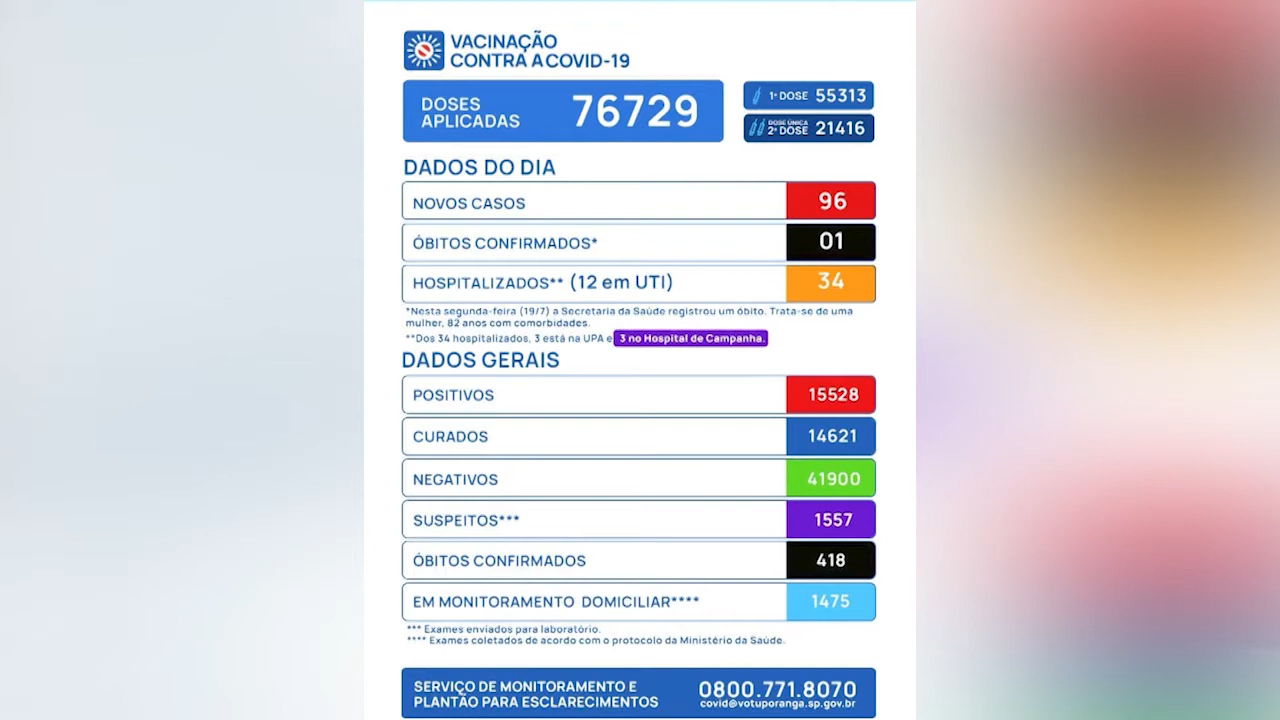 VACINAÇÃO
CONTRA A COVID-19
DOSES
APLICADAS
76729
1ª DOSE 55313
DOSE ÚNICA
2ª DOSE 21416
DADOS DO DIA
NOVOS CASOS 96
ÓBITOS CONFIRMADOS* 01
HOSPITALIZADOS** (12 em UTI) 34
*Nesta segunda-feira (19/7) a Secretaria da Saúde registrou um óbito. Trata-se de uma
mulher, 82 anos com comorbidades.
**Dos 34 hospitalizados, 3 está na UPA e 3 no Hospital de Campanha.
DADOS GERAIS
POSITIVOS 15528
CURADOS 14621
NEGATIVOS 41900
SUSPEITOS*** 1557
ÓBITOS CONFIRMADOS 418
EM MONITORAMENTO DOMICILIAR**** 1475
*** Exames enviados para laboratório.
**** Exames coletados de acordo com o protocolo da Ministério da Saúde.
SERVIÇO DE MONITORAMENTO E
PLANTÃO PARA ESCLARECIMENTOS
0800.771.8070
covid@votuporanga.sp.gov.br